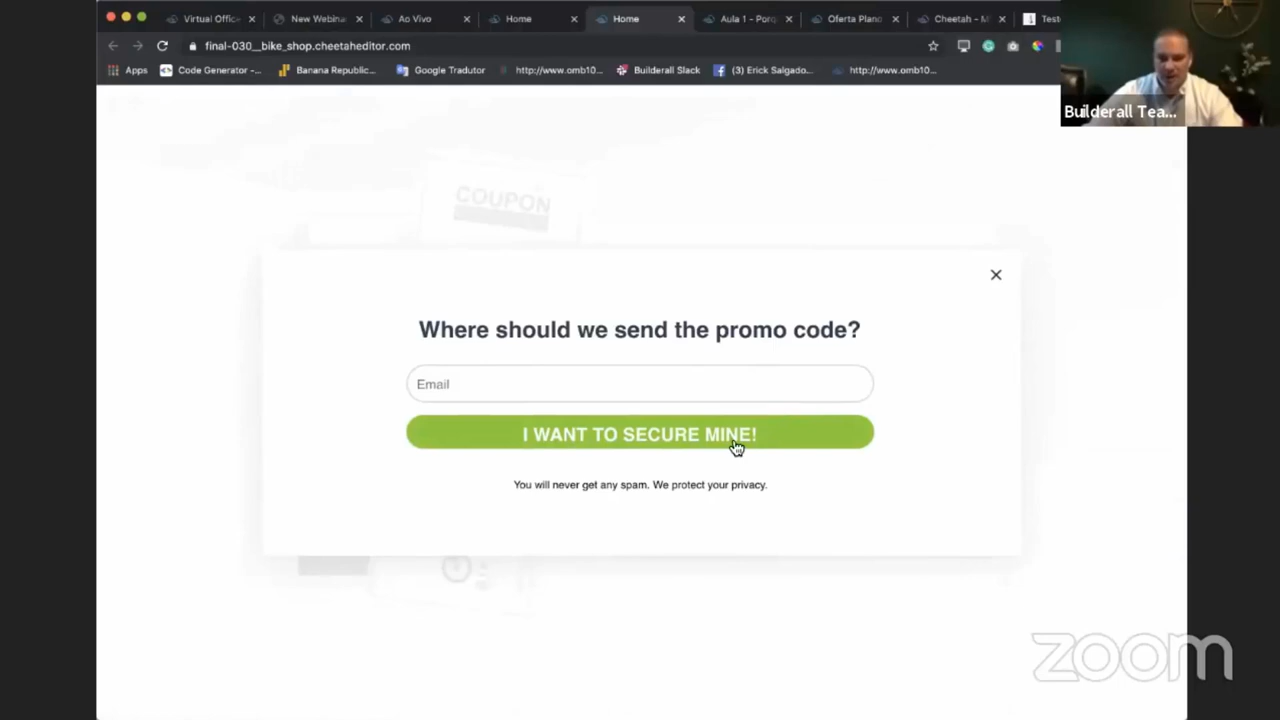 Virtual Offic
New Webina
Ao Vivo
Home
Home
Aula 1 - Porq
Oferta Plano
Cheetah - M
Test
final-030__bike_shop.cheetaheditor.com
Apps
Code Generator -...
Banana Republic...
Google Tradutor
http://www.omb10...
Builderall Slack
(3) Erick Salgado...
http://www.omb10...
Builderall Tea...
COUPON
Where should we send the promo code?
Email
I WANT TO SECURE MINE!
You will never get any spam. We protect your privacy.
zoom